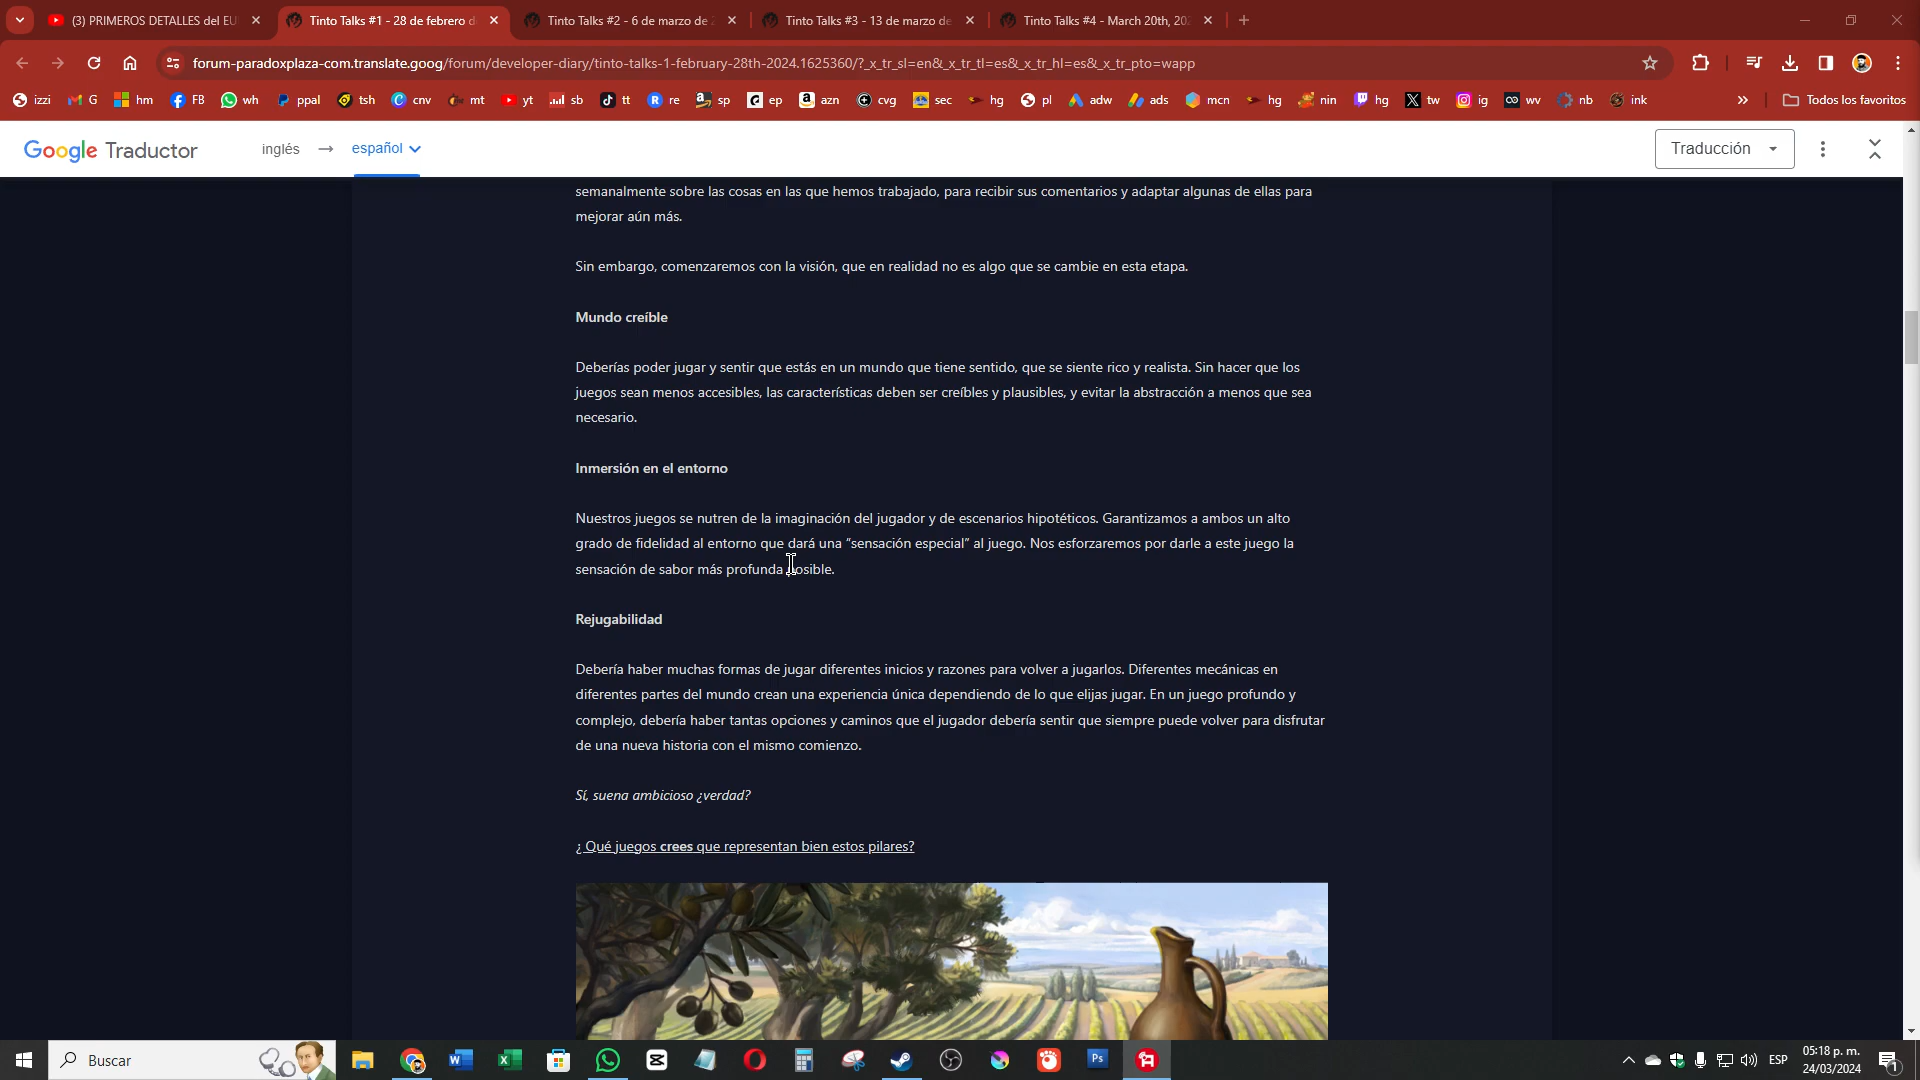 (3) PRIMEROS DETALLES del EU
Tinto Talks #1 - 28 de febrero d
Tinto Talks #2 - 6 de marzo de 2
Tinto Talks #3 - 13 de marzo de
Tinto Talks #4 - March 20th, 202
forum-paradoxplaza-com.translate.goog/forum/developer-diary/tinto-talks-1-february-28th-2024.1625360/?_x_tr_sl=en&_x_tr_tl=es&_x_tr_hl=es&_x_tr_pto=wapp
izzi G hm FB wh ppal tsh cnv mt yt sb tt re sp ep azn cvg sec hg pl adw ads mcn hg nin hg tw ig wv nb ink » Todos los favoritos
Google Traductor inglés → español Traducción
semanalmente sobre las cosas en las que hemos trabajado, para recibir sus comentarios y adaptar algunas de ellas para
mejorar aún más.
Sin embargo, comenzaremos con la visión, que en realidad no es algo que se cambie en esta etapa.
Mundo creíble
Deberías poder jugar y sentir que estás en un mundo que tiene sentido, que se siente rico y realista. Sin hacer que los
juegos sean menos accesibles, las características deben ser creíbles y plausibles, y evitar la abstracción a menos que sea
necesario.
Inmersión en el entorno
Nuestros juegos se nutren de la imaginación del jugador y de escenarios hipotéticos. Garantizamos a ambos un alto
grado de fidelidad al entorno que dará una "sensación especial" al juego. Nos esforzaremos por darle a este juego la
sensación de sabor más profunda posible.
Rejugabilidad
Debería haber muchas formas de jugar diferentes inicios y razones para volver a jugarlos. Diferentes mecánicas en
diferentes partes del mundo crean una experiencia única dependiendo de lo que elijas jugar. En un juego profundo y
complejo, debería haber tantas opciones y caminos que el jugador debería sentir que siempre puede volver para disfrutar
de una nueva historia con el mismo comienzo.
Sí, suena ambicioso ¿verdad?
¿ Qué juegos crees que representan bien estos pilares?
Buscar
Ps
ESP
05:18 p. m.
24/03/2024
1